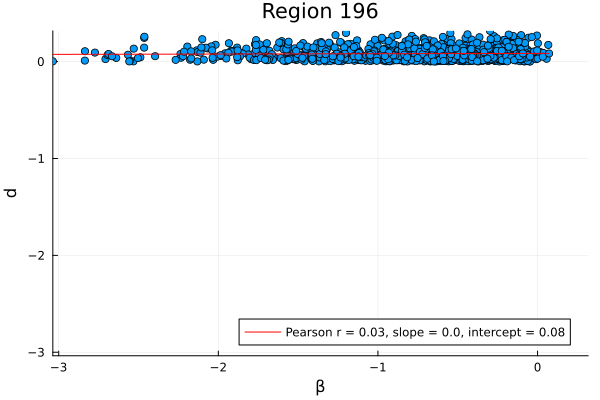 Region 196
d
0
−1
−2
−3
Pearson r = 0.03, slope = 0.0, intercept = 0.08
−3
−2
−1
0
β